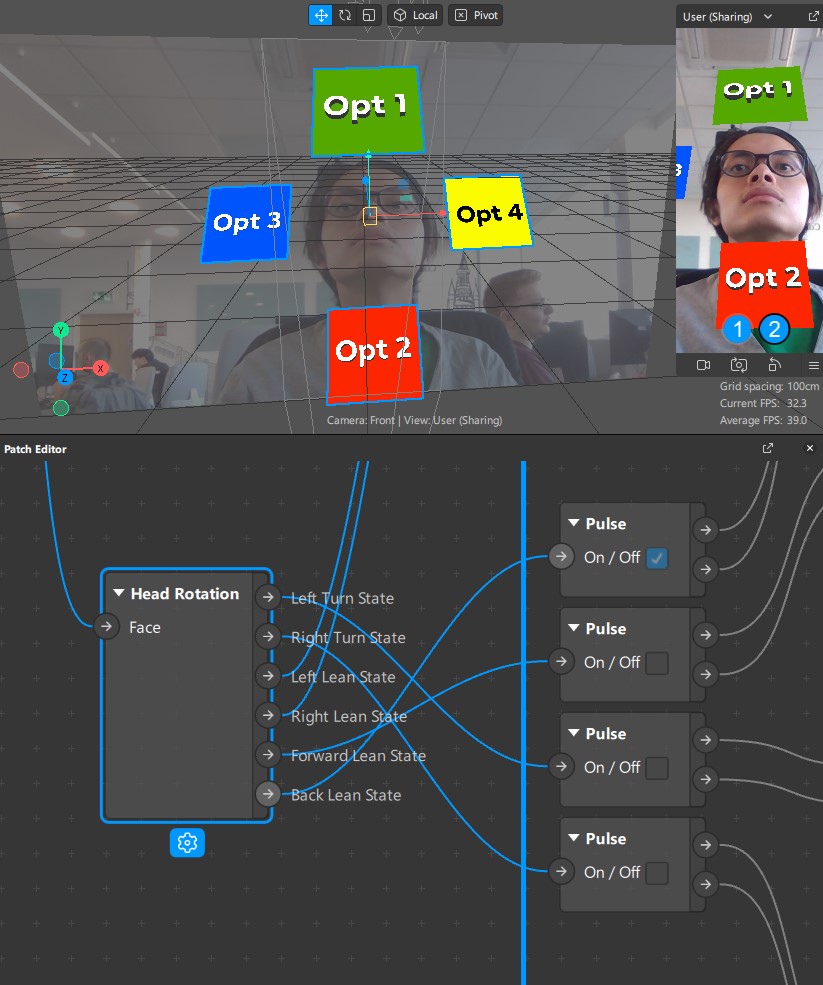 Local
Pivot
User (Sharing)
Opt 1
Opt 3
Opt 4
Opt 2
Y
X
Z
Camera: Front | View: User (Sharing)
Opt 1
3
Opt 2
1
2
Grid spacing: 100cm
Current FPS: 32.3
Average FPS: 39.0
Patch Editor
Head Rotation
Face
Left Turn State
Right Turn State
Left Lean State
Right Lean State
Forward Lean State
Back Lean State
Pulse
On / Off
Pulse
On / Off
Pulse
On / Off
Pulse
On / Off